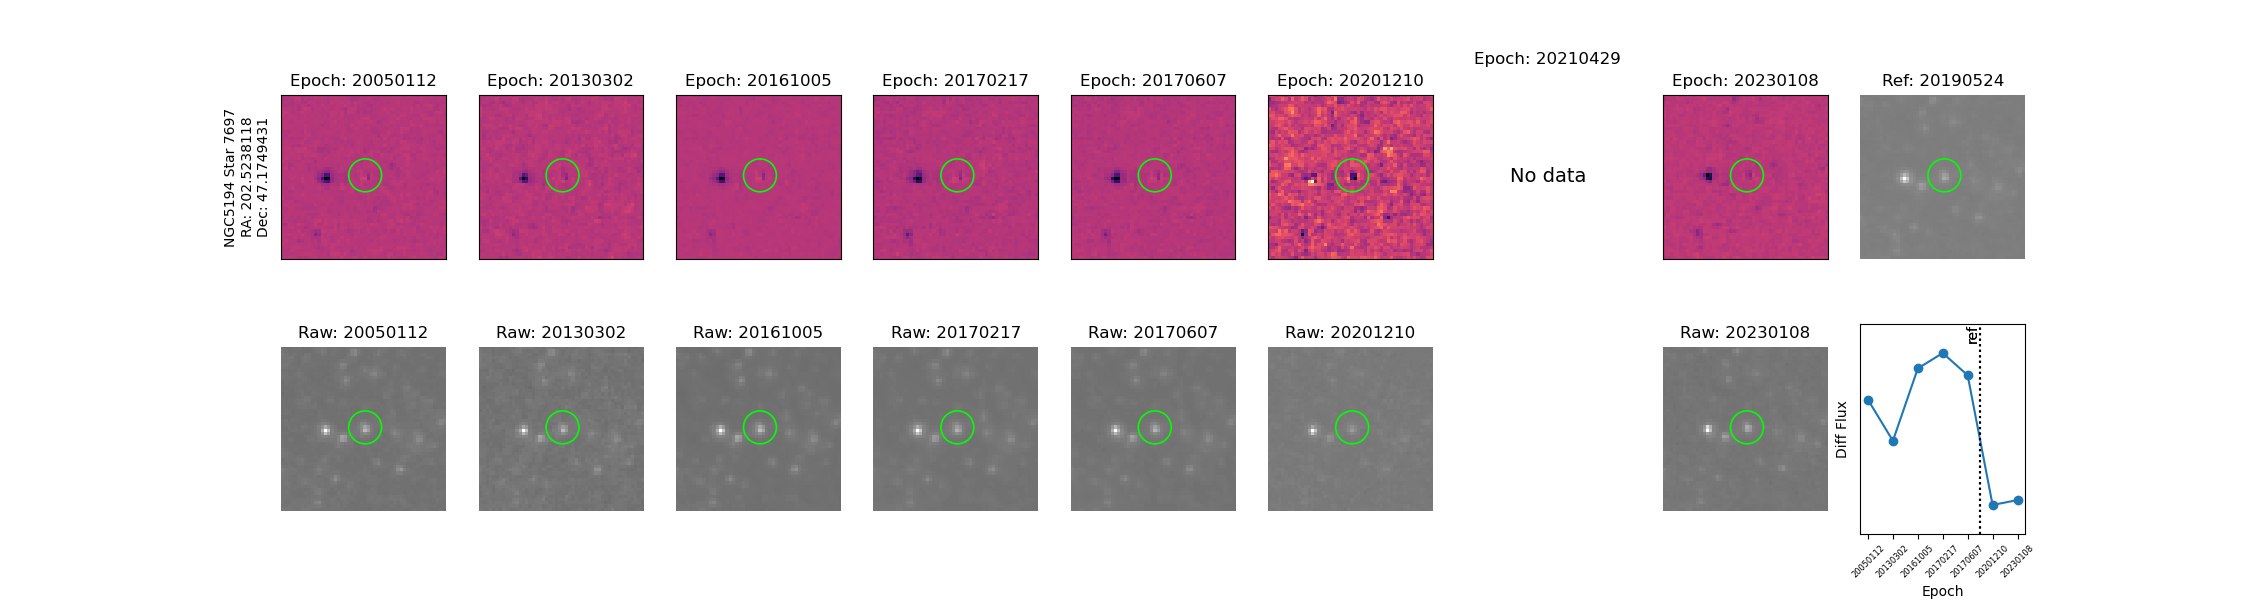 Epoch: 20210429
Epoch: 20050112
Epoch: 20130302
Epoch: 20161005
Epoch: 20170217
Epoch: 20170607
Epoch: 20201210
Epoch: 20230108
Ref: 20190524
NGC5194 Star 7697
RA: 202.5238118
Dec: 47.1749431
No data
Raw: 20050112
Raw: 20130302
Raw: 20161005
Raw: 20170217
Raw: 20170607
Raw: 20201210
Raw: 20230108
ref
Diff Flux
20050112
20130302
20161005
20170217
20170607
20201210
20230108
Epoch